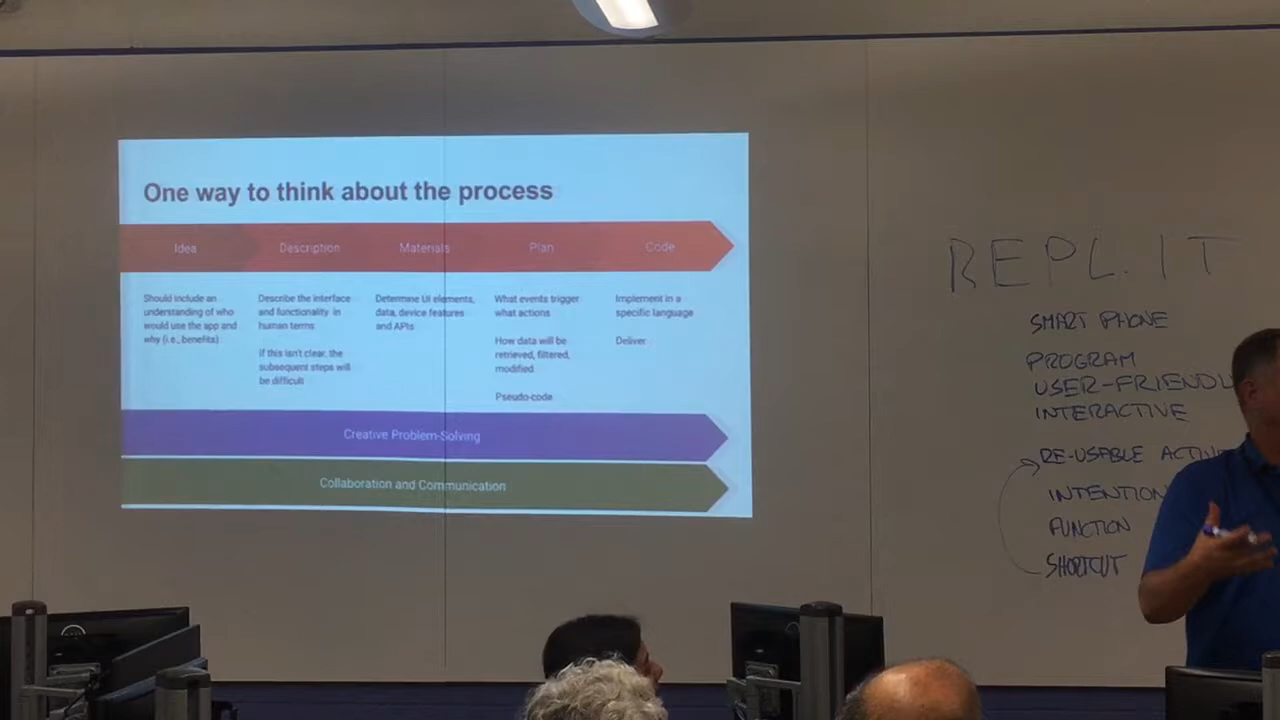 One way to think about the process
Idea
Description
Materials
Plan
Code
Should include an
understanding of who
would use the app and
why (i.e., benefits)
Describe the interface
and functionality in
human terms
If this isn't clear, the
subsequent steps will
be difficult
Determine UI elements,
data, device features
and APIs
What events trigger
what actions
How data will be
retrieved, filtered,
modified
Pseudo-code
Implement in a
specific language
Deliver
Creative Problem-Solving
Collaboration and Communication
REPL.IT
SMART PHONE
PROGRAM
USER-FRIENDL
INTERACTIVE
RE-USABLE ACTIV
INTENTION
FUNCTION
SHORTCUT